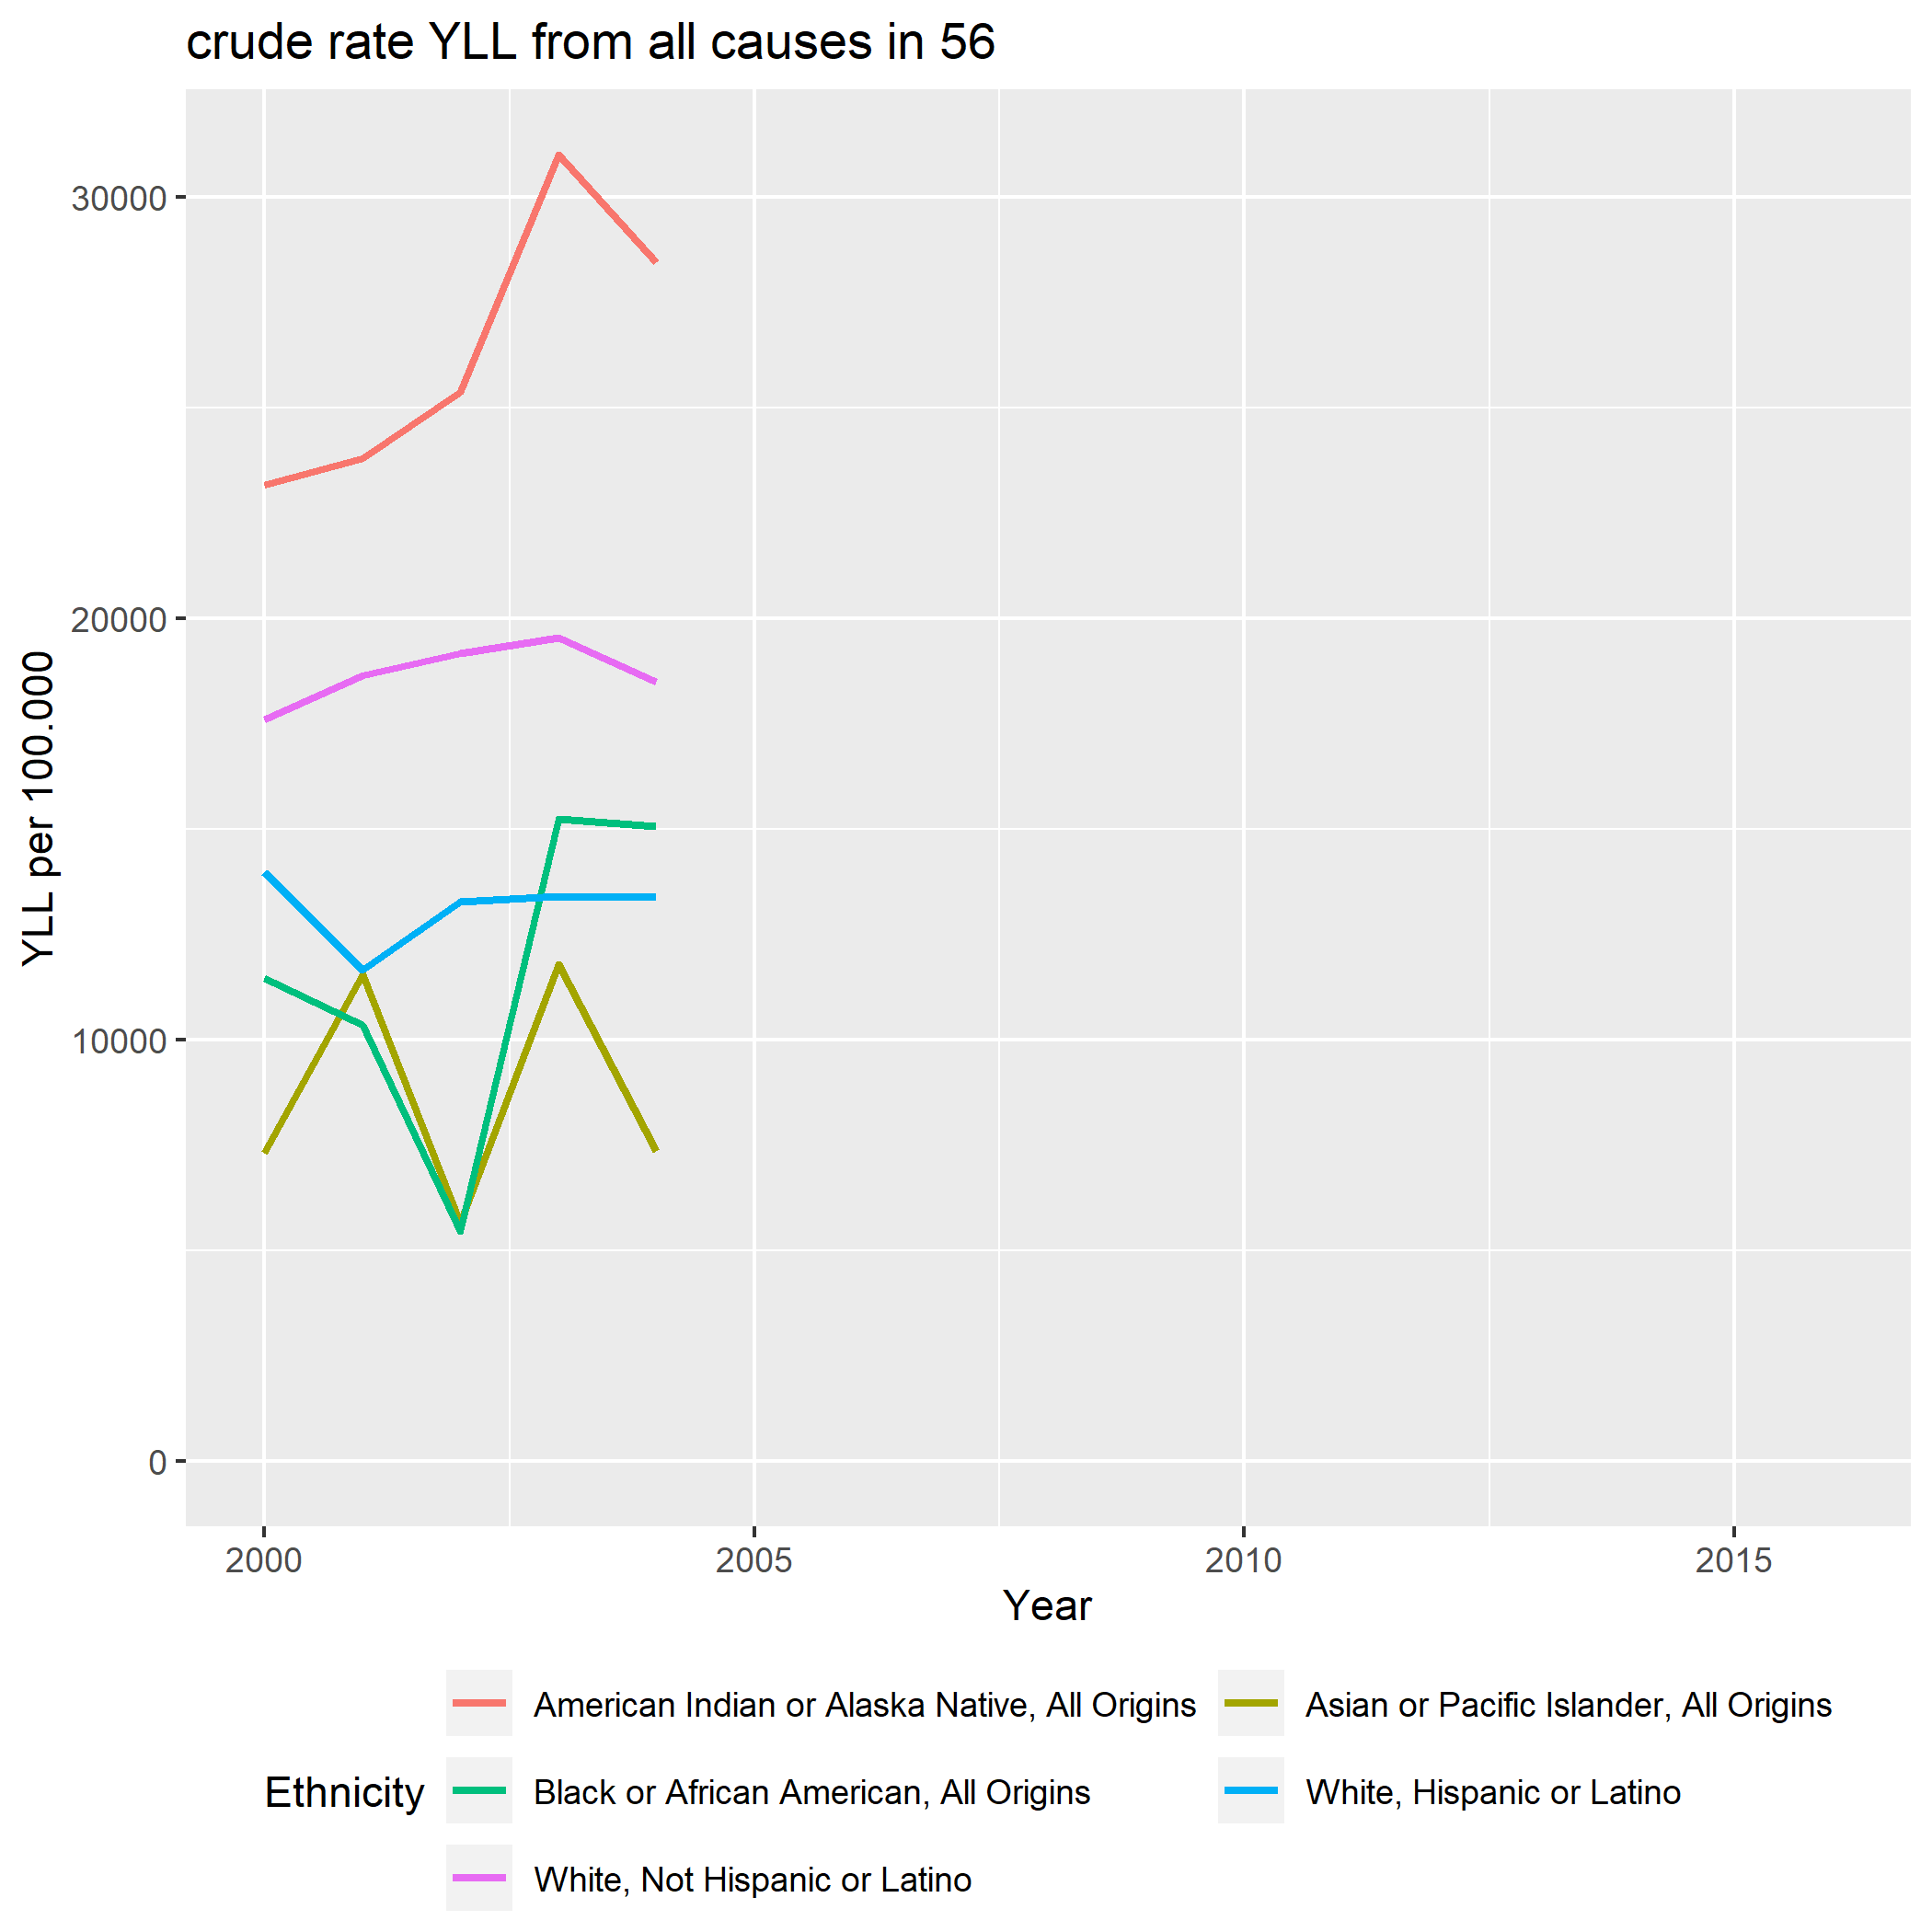 crude rate YLL from all causes in 56
YLL per 100.000
30000
20000
10000
0
2000 2005 2010 2015
Year
Ethnicity
American Indian or Alaska Native, All Origins
Asian or Pacific Islander, All Origins
Black or African American, All Origins
White, Hispanic or Latino
White, Not Hispanic or Latino